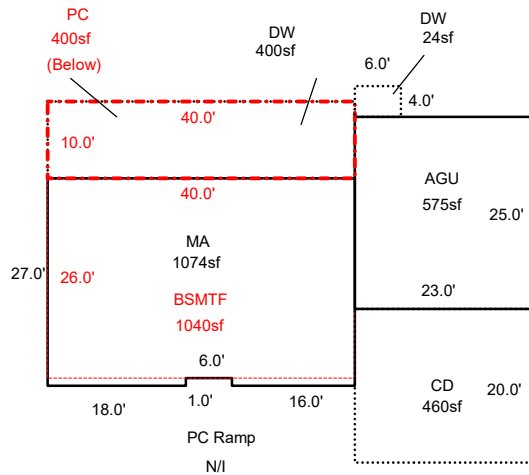 PC
400sf
(Below)
DW
400sf
DW
24sf
6.0'
4.0'
40.0'
10.0'
40.0'
AGU
575sf
25.0'
MA
1074sf
27.0'
26.0'
BSMTF
1040sf
23.0'
6.0'
18.0'
1.0'
16.0'
CD
460sf
20.0'
PC Ramp
N/I